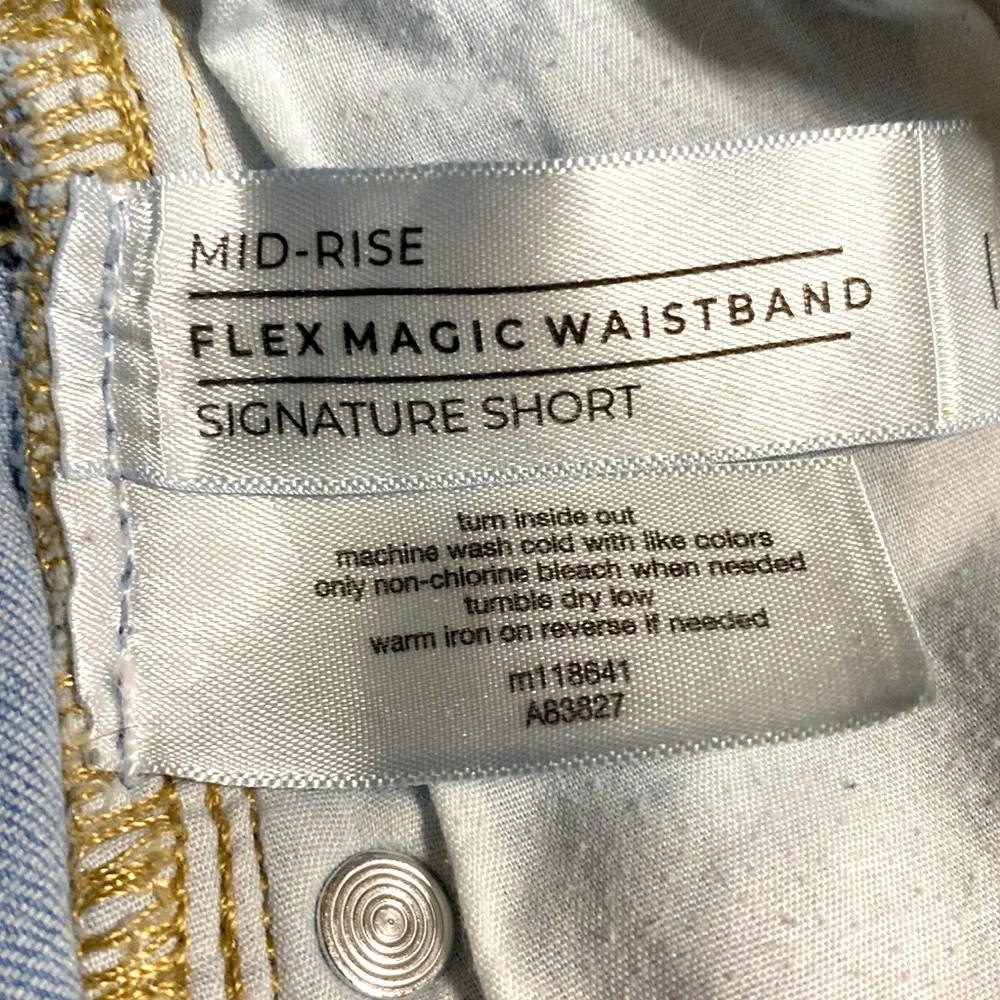 MID-RISE
FLEX MAGIC WAISTBAND
SIGNATURE SHORT
turn inside out
machine wash cold with like colors
only non-chlorine bleach when needed
tumble dry low
warm iron on reverse if needed
m118641
A83827